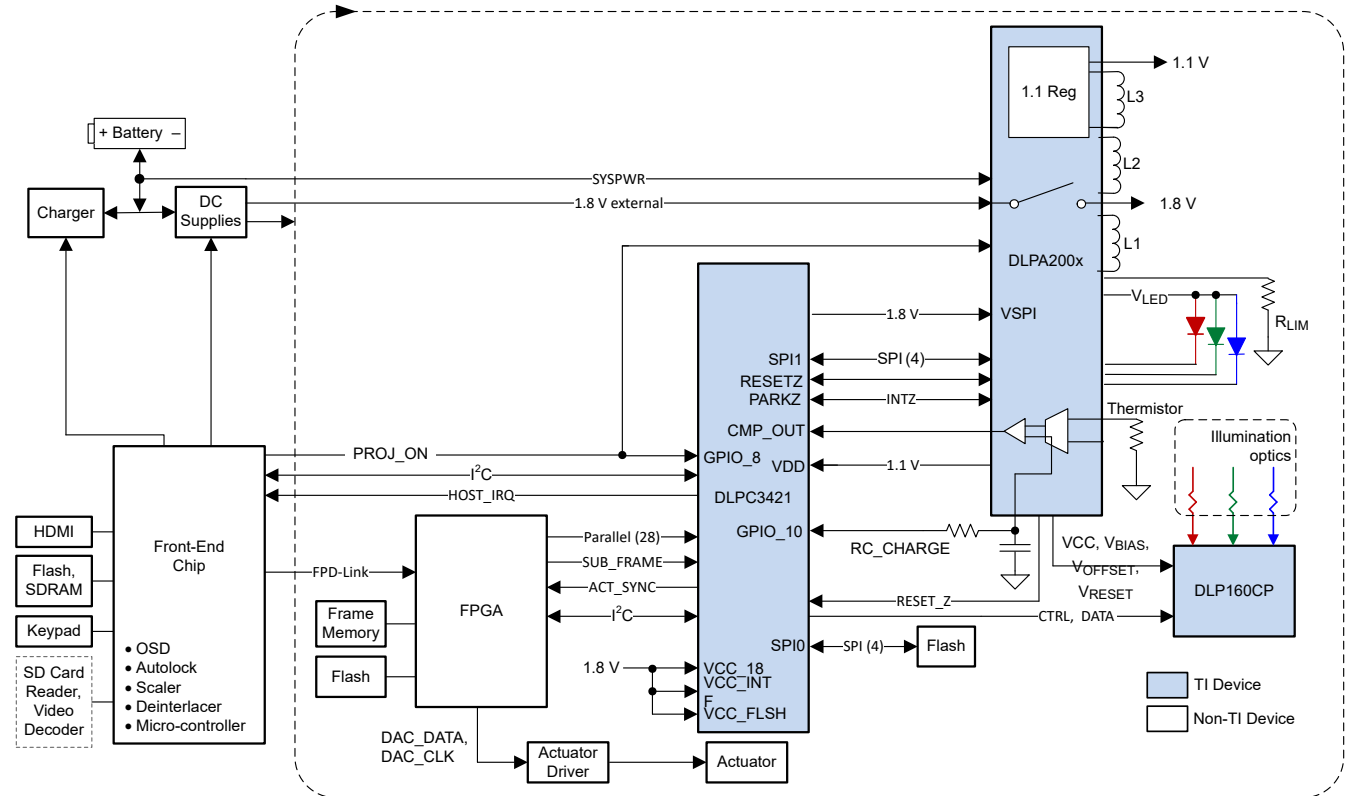 + Battery –
Charger
DC
Supplies
SYSPWR
1.8 V external
1.1 Reg
1.1 V
L3
L2
1.8 V
L1
DLPA200x
VLED
RLIM
1.8 V
VSPI
SPI1
SPI (4)
RESETZ
PARKZ
INTZ
CMP_OUT
Thermistor
PROJ_ON
GPIO_8
VDD
1.1 V
I2C
HOST_IRQ
DLPC3421
GPIO_10
RC_CHARGE
Illumination
optics
HDMI
Flash,
SDRAM
Keypad
SD Card
Reader,
Video
Decoder
Front-End
Chip
• OSD
• Autolock
• Scaler
• Deinterlacer
• Micro-controller
FPD-Link
FPGA
Frame
Memory
Flash
Parallel (28)
SUB_FRAME
ACT_SYNC
I2C
VCC, VBIAS,
VOFFSET,
VRESET
DLP160CP
RESET_Z
CTRL, DATA
SPI0
SPI (4)
Flash
1.8 V
VCC_18
VCC_INT
F
VCC_FLSH
DAC_DATA,
DAC_CLK
Actuator
Driver
Actuator
TI Device
Non-TI Device